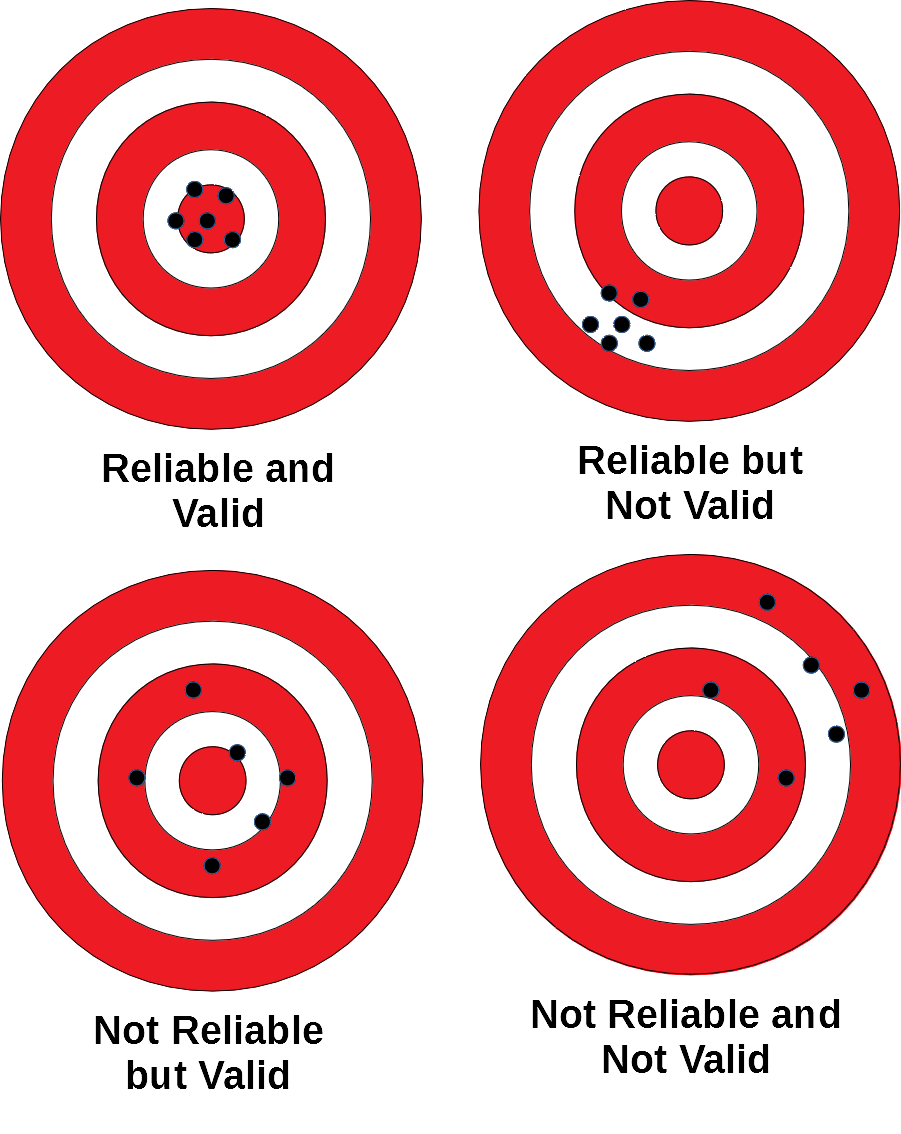 Reliable and
Valid
Reliable but
Not Valid
Not Reliable
but Valid
Not Reliable and
Not Valid